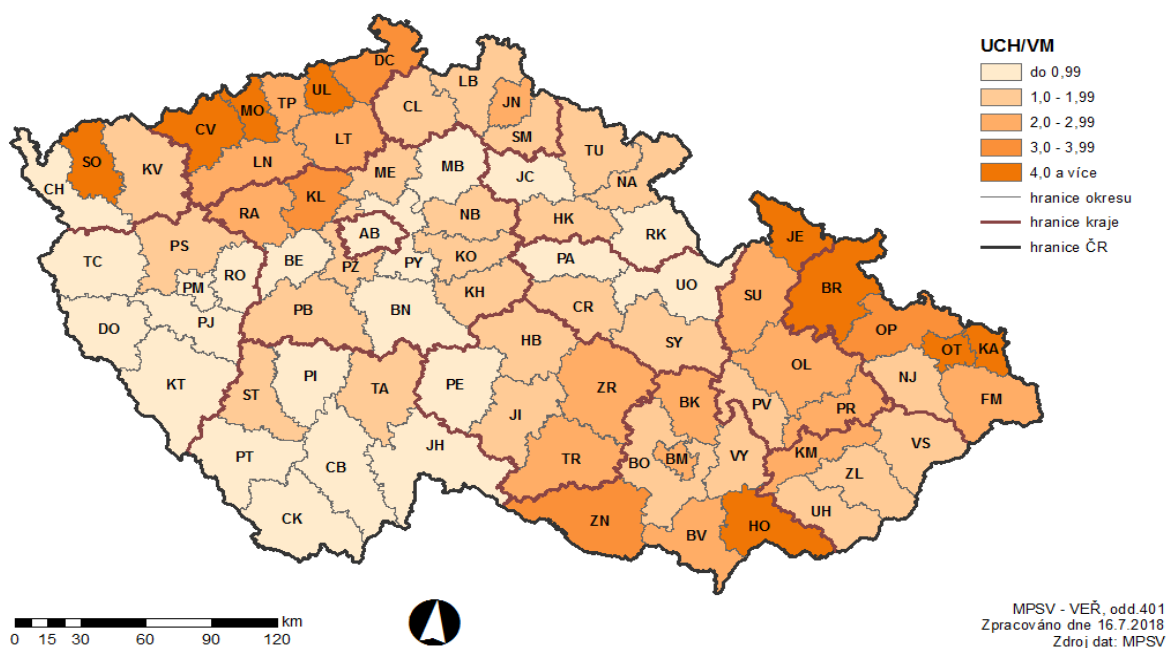 UCH/VM
do 0,99
1,0 - 1,99
2,0 - 2,99
3,0 - 3,99
4,0 a více
hranice okresu
hranice kraje
hranice ČR
DC
LB
UL
TP
JN
MO
CL
CV
LT
SM
TU
SO
LN
KV
ME
MB
JC
NA
CH
KL
RA
NB
HK
AB
RK
PS
TC
RO
BE
PZ
PY
KO
PA
JE
PM
UO
SU
BR
KH
PB
BN
CR
DO
PJ
OP
HB
SY
OT
KA
OL
KT
PI
TA
PE
ZR
NJ
ST
BK
PV
FM
JI
PR
VS
PT
CB
JH
TR
BO
BM
VY
KM
ZL
CK
ZN
HO
UH
BV
km
0 15 30 60 90 120
MPSV - VEŘ, odd.401
Zpracováno dne 16.7.2018
Zdroj dat: MPSV